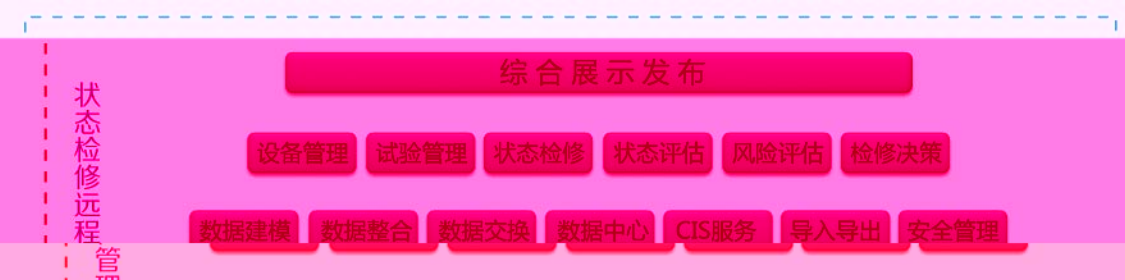 综合展示发布
状态检修远程管
设备管理 试验管理 状态检修 状态评估 风险评估 检修决策
数据建模 数据整合 数据交换 数据中心 CIS服务 导入导出 安全管理